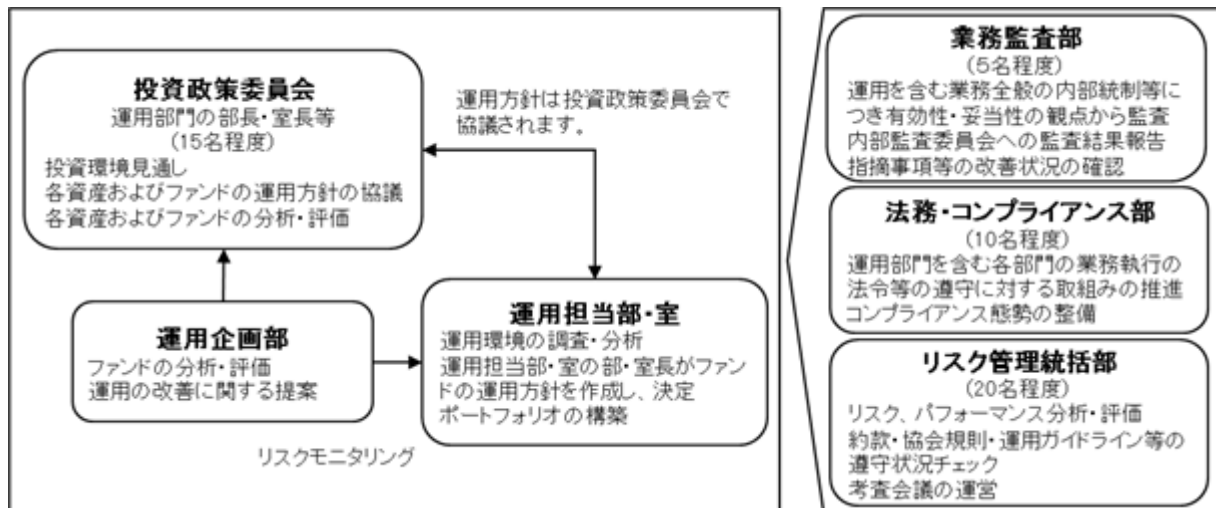 投資政策委員会
運用部門の部長・室長等
(15名程度)
投資環境見通し
各資産およびファンドの運用方針の協議
各資産およびファンドの分析・評価
運用方針は投資政策委員会で
協議されます。
運用企画部
ファンドの分析・評価
運用の改善に関する提案
運用担当部・室
運用環境の調査・分析
運用担当部・室の部・室長がファン
ドの運用方針を作成し、決定
ポートフォリオの構築
リスクモニタリング
業務監査部
(5名程度)
運用を含む業務全般の内部統制等に
つき有効性・妥当性の観点から監査
内部監査委員会への監査結果報告
指摘事項等の改善状況の確認
法務・コンプライアンス部
(10名程度)
運用部門を含む各部門の業務執行の
法令等の遵守に対する取組みの推進
コンプライアンス態勢の整備
リスク管理統括部
(20名程度)
リスク、パフォーマンス分析・評価
約款・協会規則・運用ガイドライン等の
遵守状況チェック
考査会議の運営